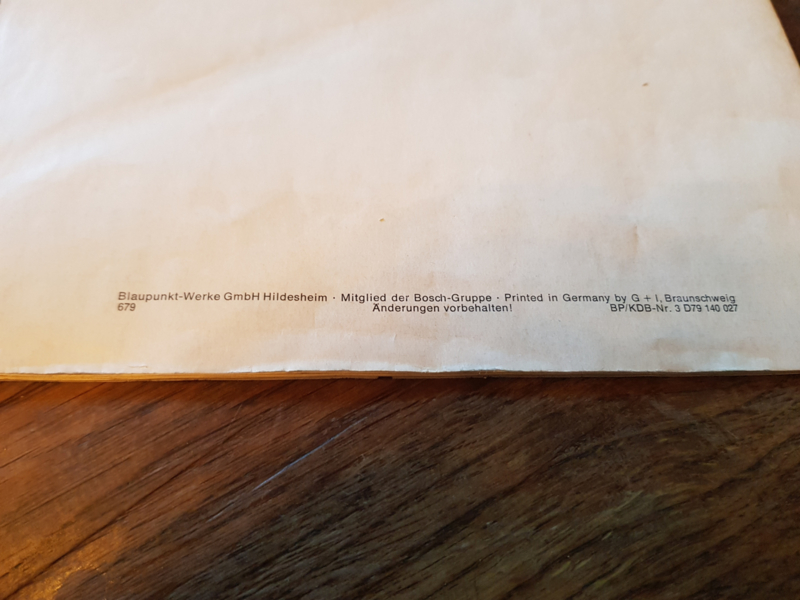 Blaupunkt-Werke GmbH Hildesheim · Mitglied der Bosch-Gruppe · Printed in Germany by G + I, Braunschweig
679 Änderungen vorbehalten! BP/KDB-Nr. 3 D79 140 027